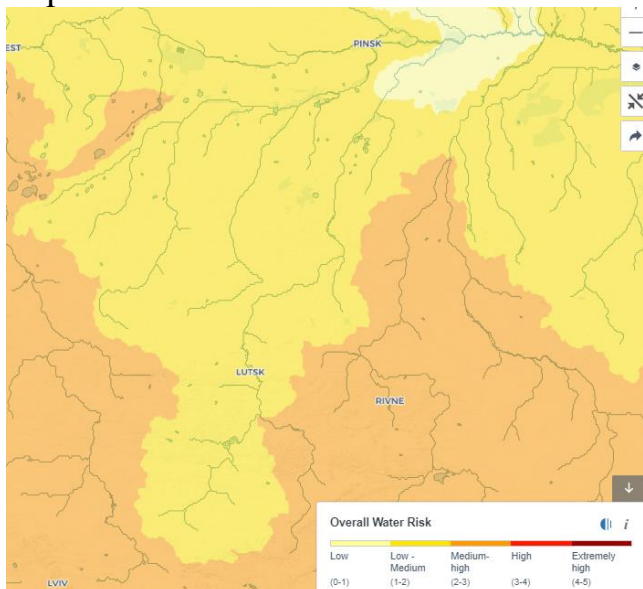 EST
PINSK
LUTSK
RIVNE
LVIV
Overall Water Risk i
Low Low - Medium Medium- high High Extremely high
(0-1) (1-2) (2-3) (3-4) (4-5)